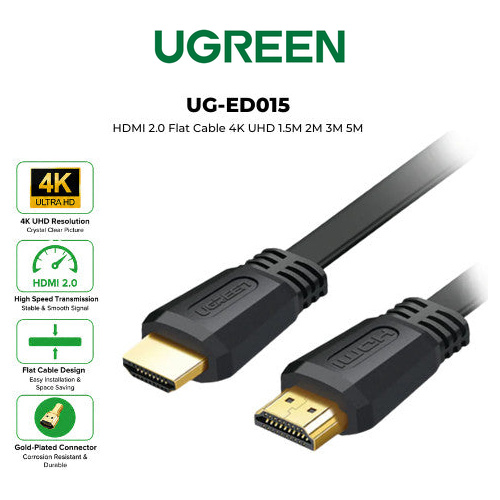 UGREEN
UG-ED015
HDMI 2.0 Flat Cable 4K UHD 1.5M 2M 3M 5M
4K
ULTRA HD
4K UHD Resolution
Crystal Clear Picture
HDMI 2.0
High Speed Transmission
Stable & Smooth Signal
Flat Cable Design
Easy Installation &
Space Saving
Gold-Plated Connector
Corrosion Resistant &
Durable
UGREEN
HDMI